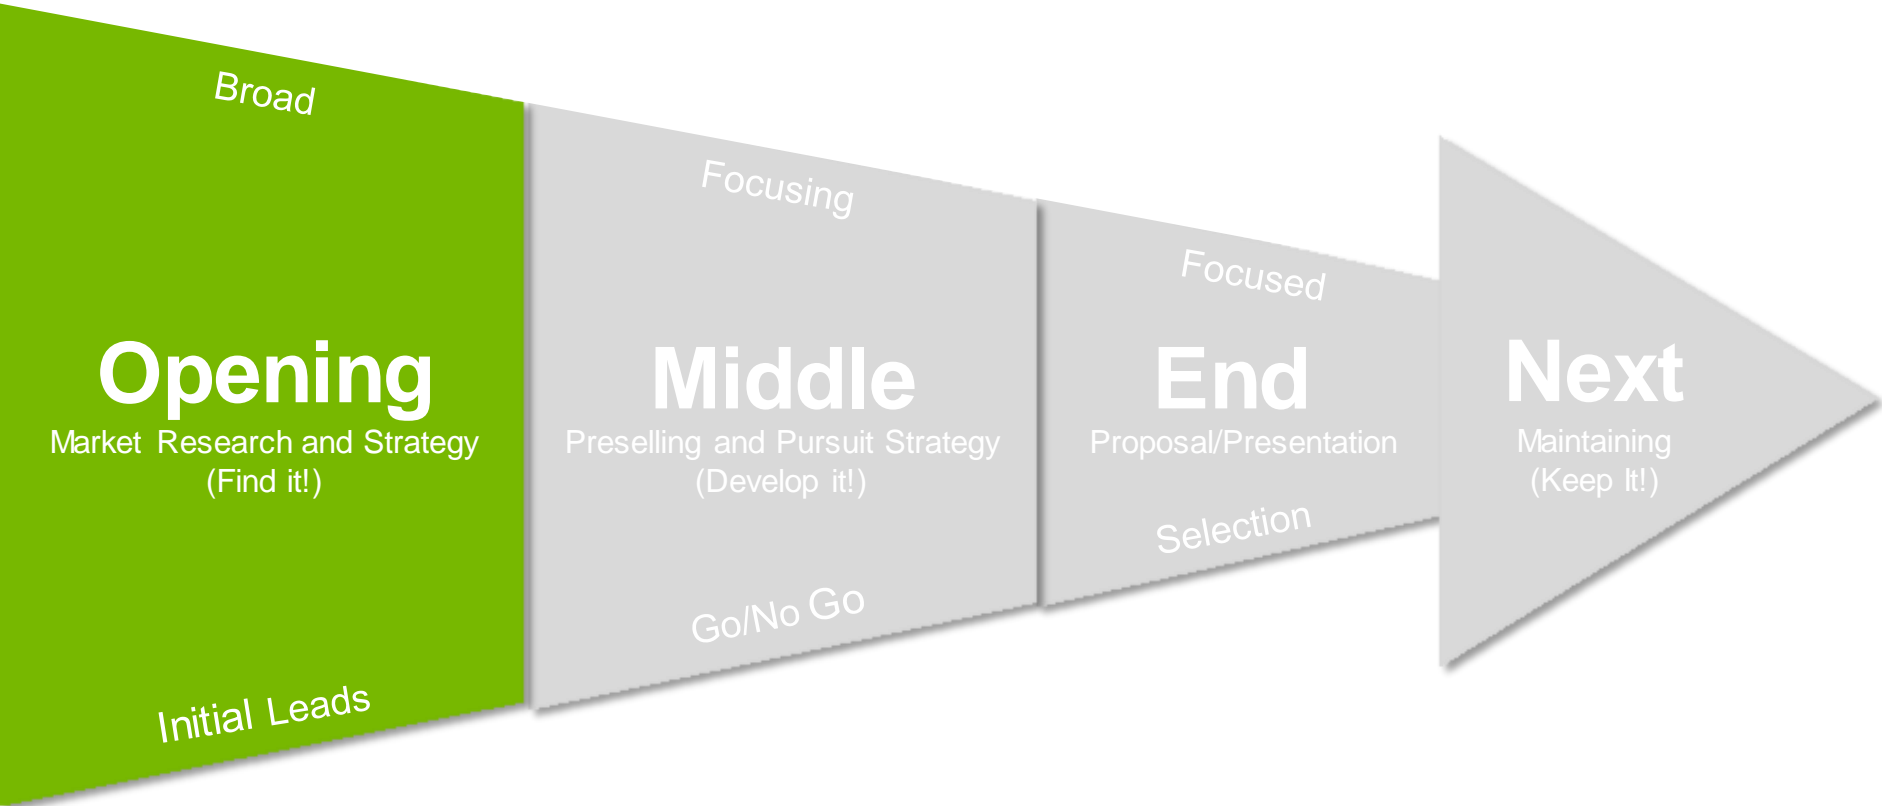 Broad
Opening
Market Research and Strategy
(Find it!)
Initial Leads
Focusing
Middle
Preselling and Pursuit Strategy
(Develop it!)
Go/No Go
Focused
End
Proposal/Presentation
Selection
Next
Maintaining
(Keep It!)